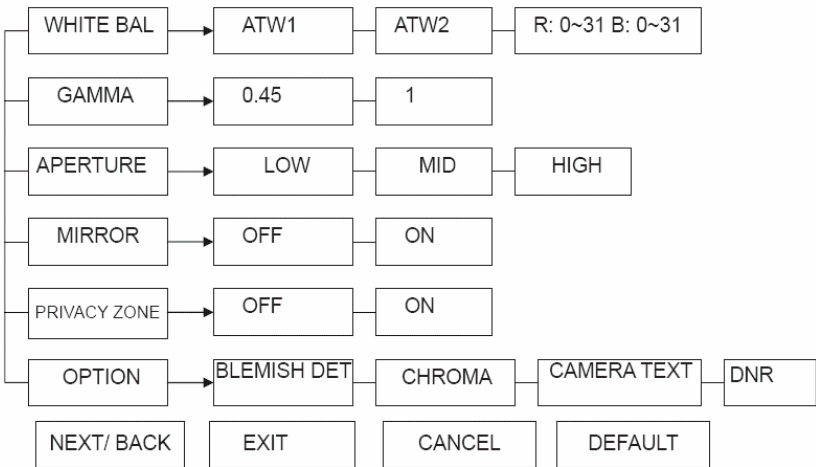 WHITE BAL ATW1 ATW2 R: 0~31 B: 0~31
GAMMA 0.45 1
APERTURE LOW MID HIGH
MIRROR OFF ON
PRIVACY ZONE OFF ON
OPTION BLEMISH DET CHROMA CAMERA TEXT DNR
NEXT/ BACK EXIT CANCEL DEFAULT